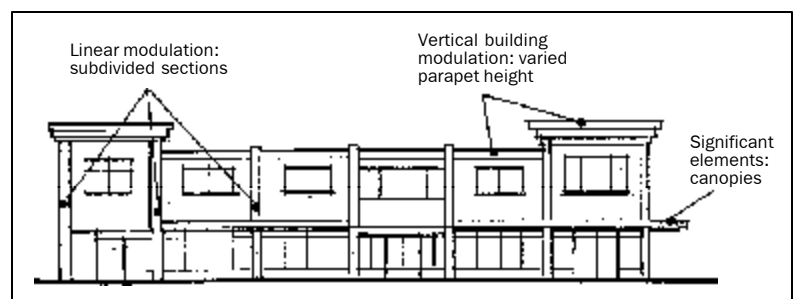 Linear modulation:
subdivided sections
Vertical building
modulation: varied
parapet height
Significant
elements:
canopies